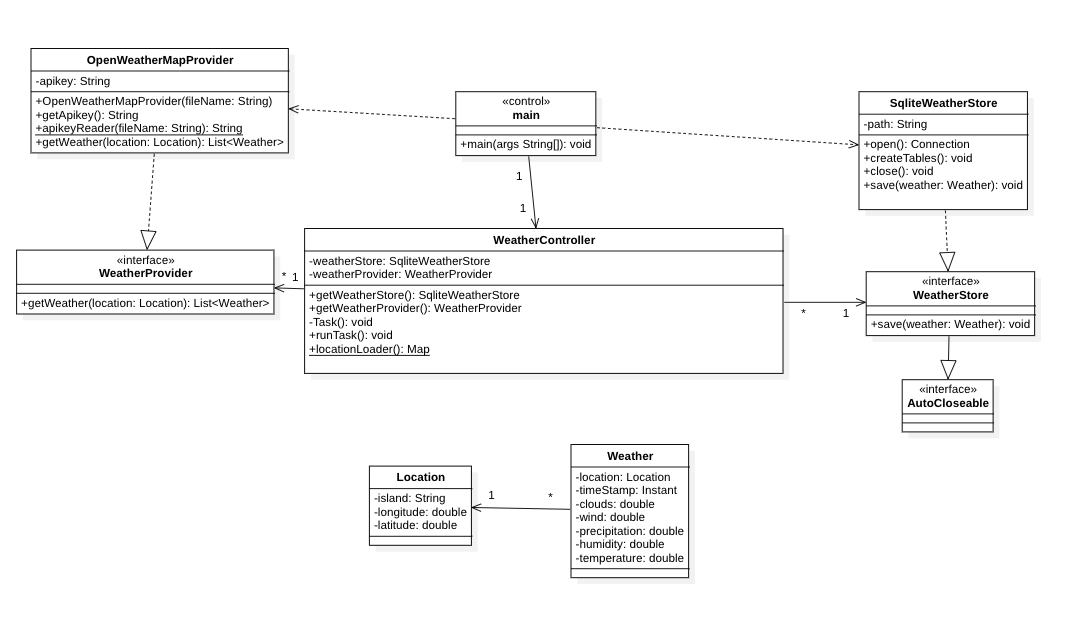 OpenWeatherMapProvider
-apikey: String
+OpenWeatherMapProvider(fileName: String)
+getApikey(): String
+apikeyReader(fileName: String): String
+getWeather(location: Location): List<Weather>
«control»
main
+main(args String[]): void
SqliteWeatherStore
-path: String
+open(): Connection
+createTables(): void
+close(): void
+save(weather: Weather): void
1
1
«interface»
WeatherProvider
+getWeather(location: Location): List<Weather>
* 1
WeatherController
-weatherStore: SqliteWeatherStore
-weatherProvider: WeatherProvider
+getWeatherStore(): SqliteWeatherStore
+getWeatherProvider(): WeatherProvider
-Task(): void
+runTask(): void
+locationLoader(): Map
* 1
«interface»
WeatherStore
+save(weather: Weather): void
«interface»
AutoCloseable
Location
-island: String
-longitude: double
-latitude: double
1 *
Weather
-location: Location
-timeStamp: Instant
-clouds: double
-wind: double
-precipitation: double
-humidity: double
-temperature: double